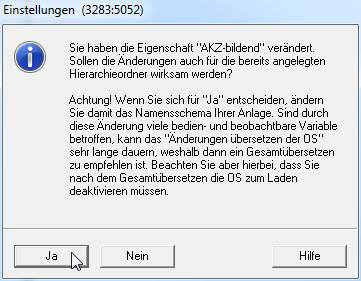 Einstellungen (3283:5052)
Sie haben die Eigenschaft "AKZ-bildend" verändert.
Sollen die Änderungen auch für die bereits angelegten
Hierarchieordner wirksam werden?
Achtung! Wenn Sie sich für "Ja" entscheiden, ändern
Sie damit das Namensschema Ihrer Anlage. Sind durch
diese Änderung viele bedien- und beobachtbare Variable
betroffen, kann das "Änderungen übersetzen der OS"
sehr lange dauern, weshalb dann ein Gesamtübersetzen
zu empfehlen ist. Beachten Sie aber hierbei, dass Sie
nach dem Gesamtübersetzen die OS zum Laden
deaktivieren müssen.
Ja Nein Hilfe